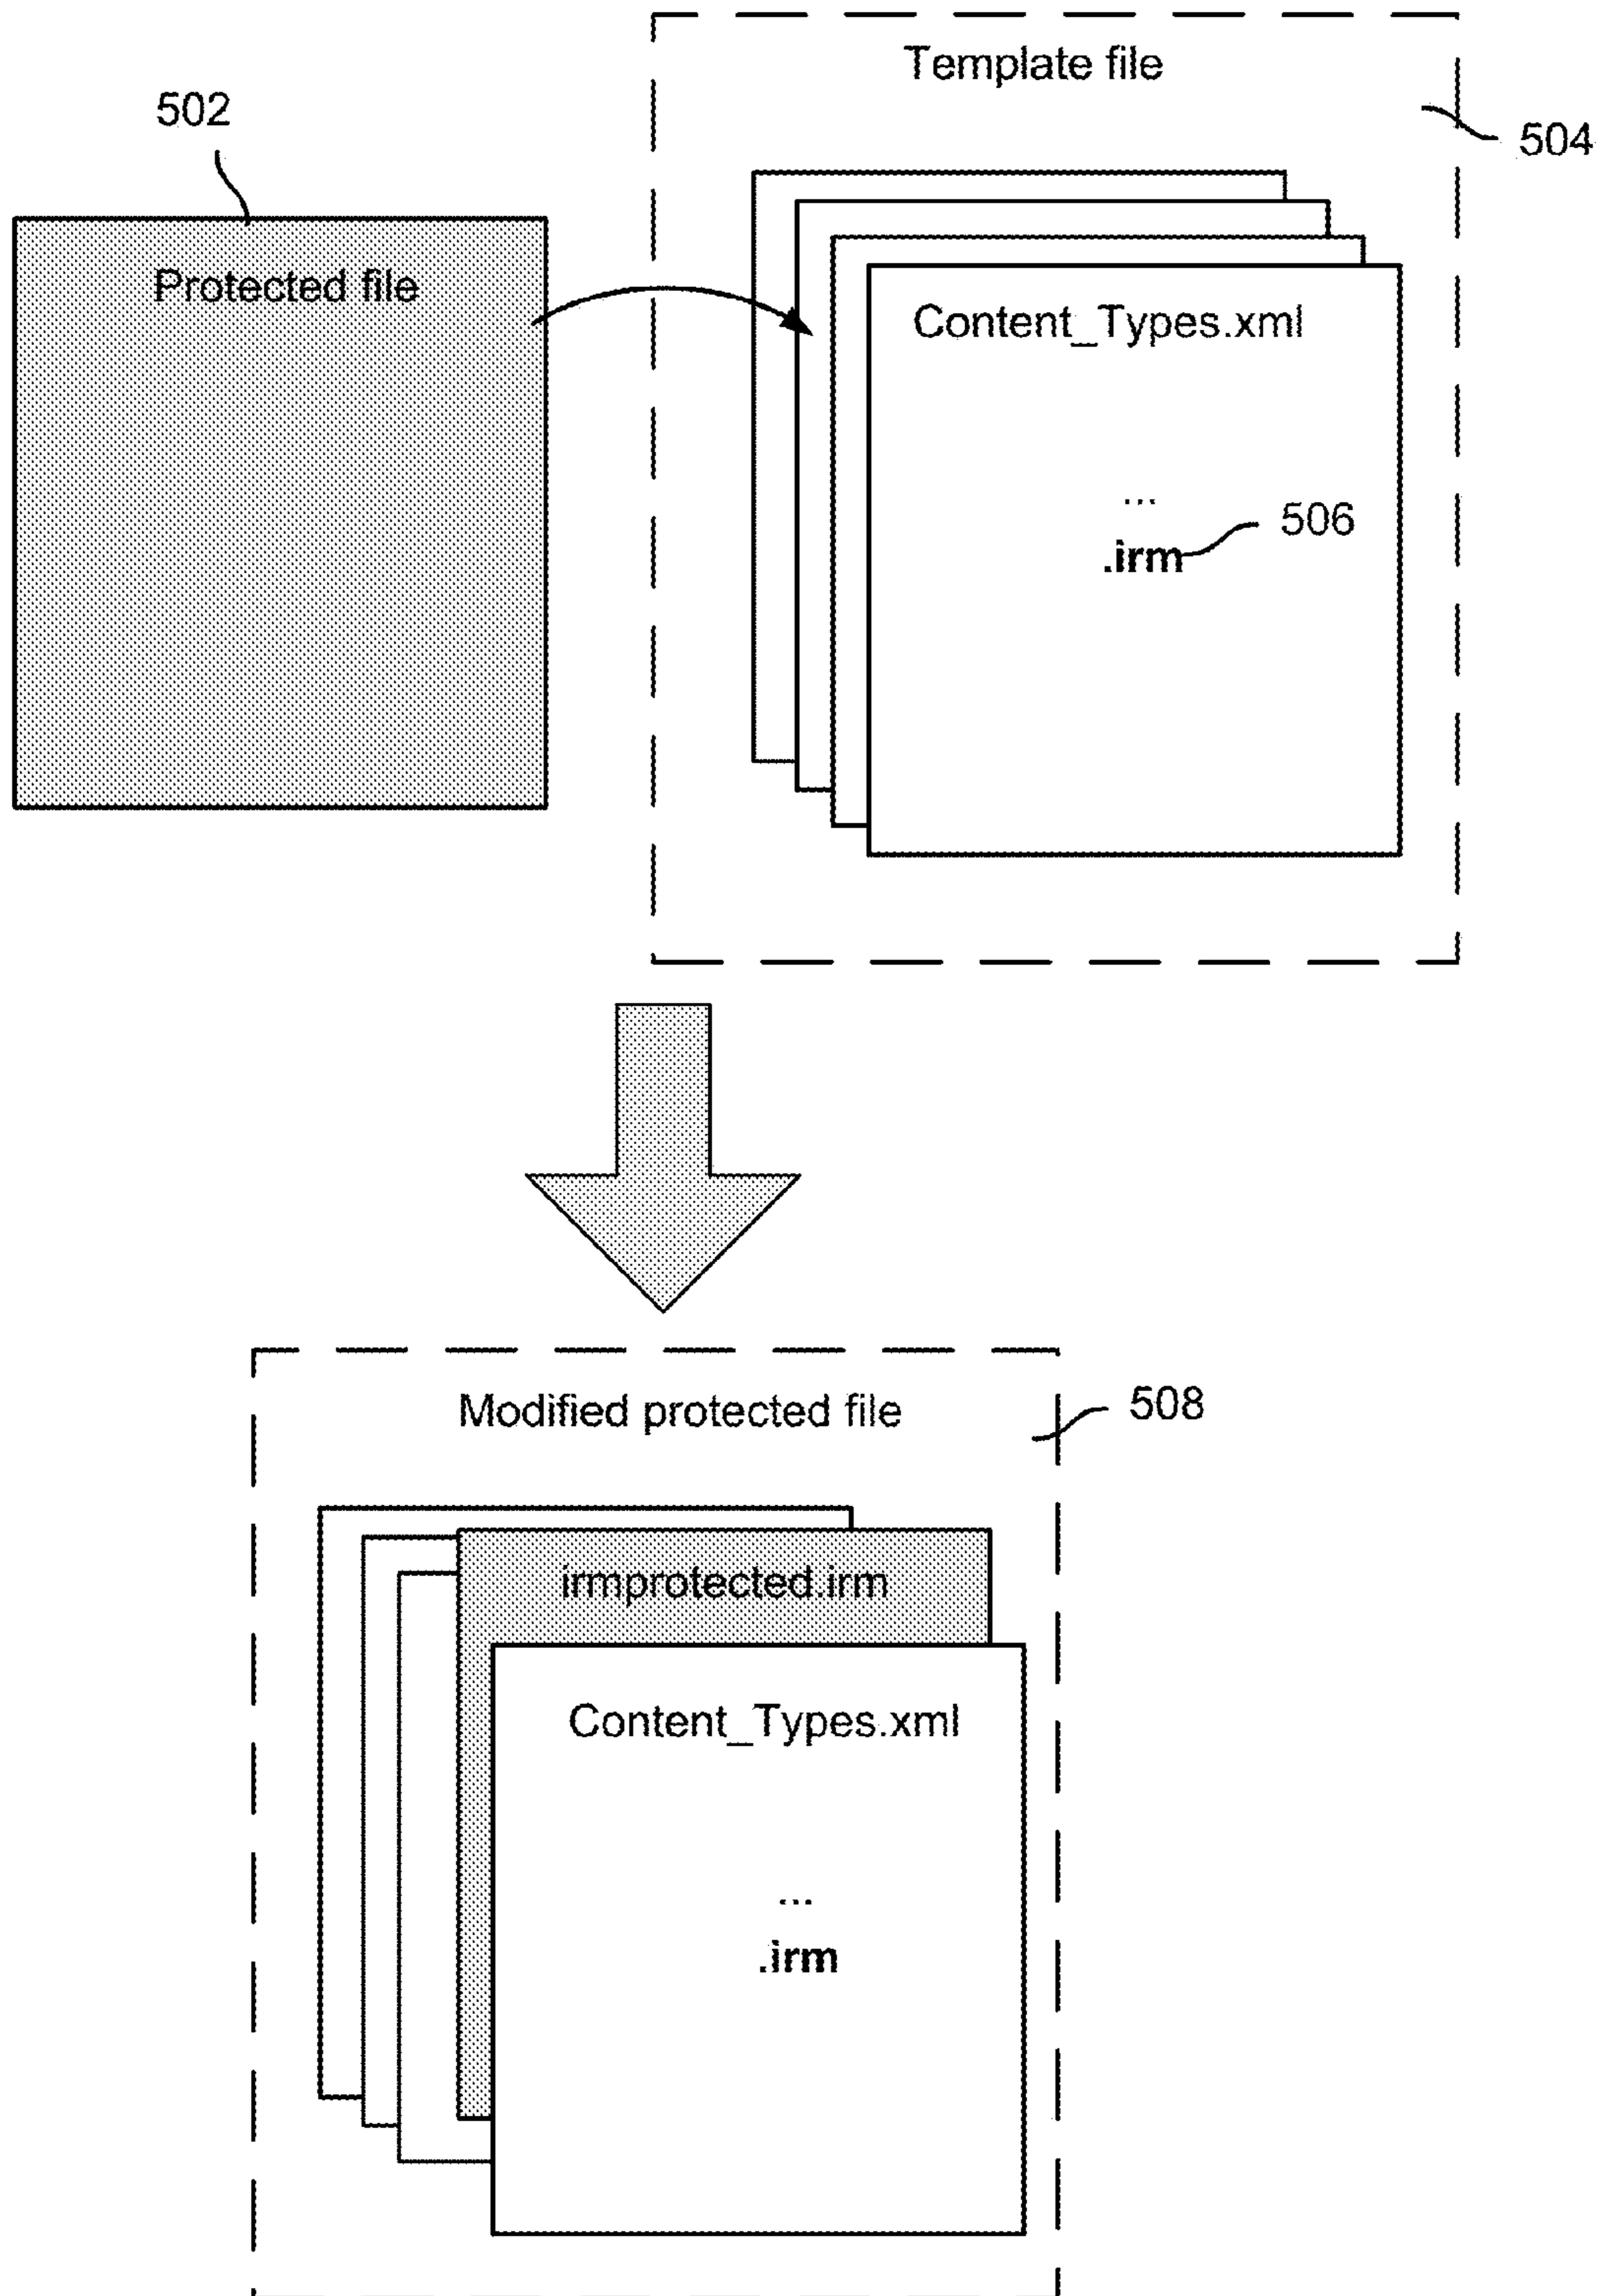 Template file
502
504
Protected file
Content_Types.xml
...
506
.irm
Modified protected file
508
irmprotected.irm
Content_Types.xml
...
.irm